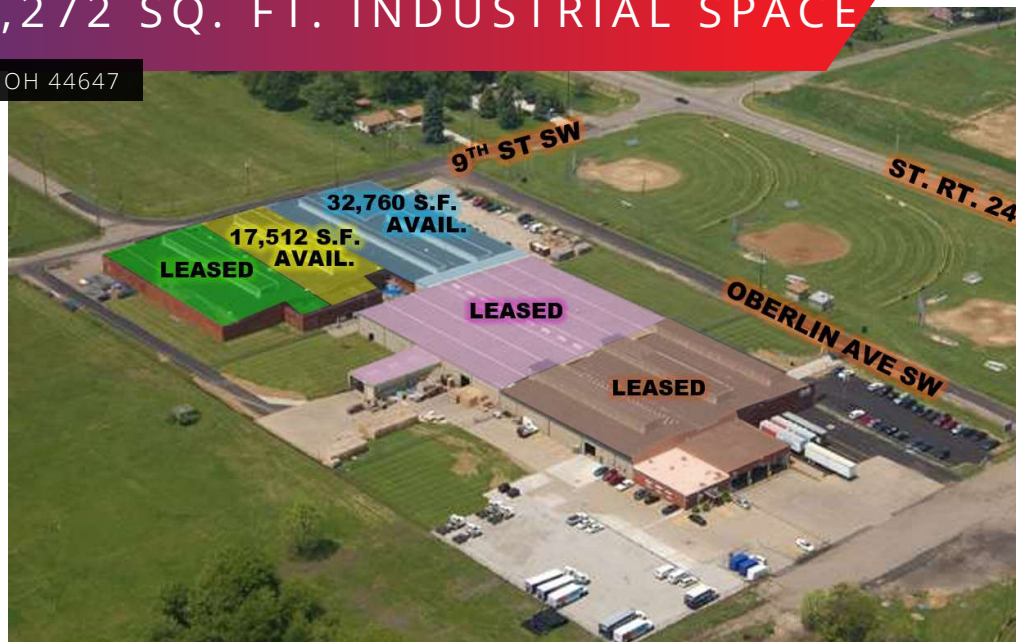 ,272 SQ. FT. INDUSTRIAL SPACE
OH 44647
9TH ST SW
ST. RT. 24
32,760 S.F.
AVAIL.
17,512 S.F.
AVAIL.
LEASED
LEASED
OBERLIN AVE SW
LEASED